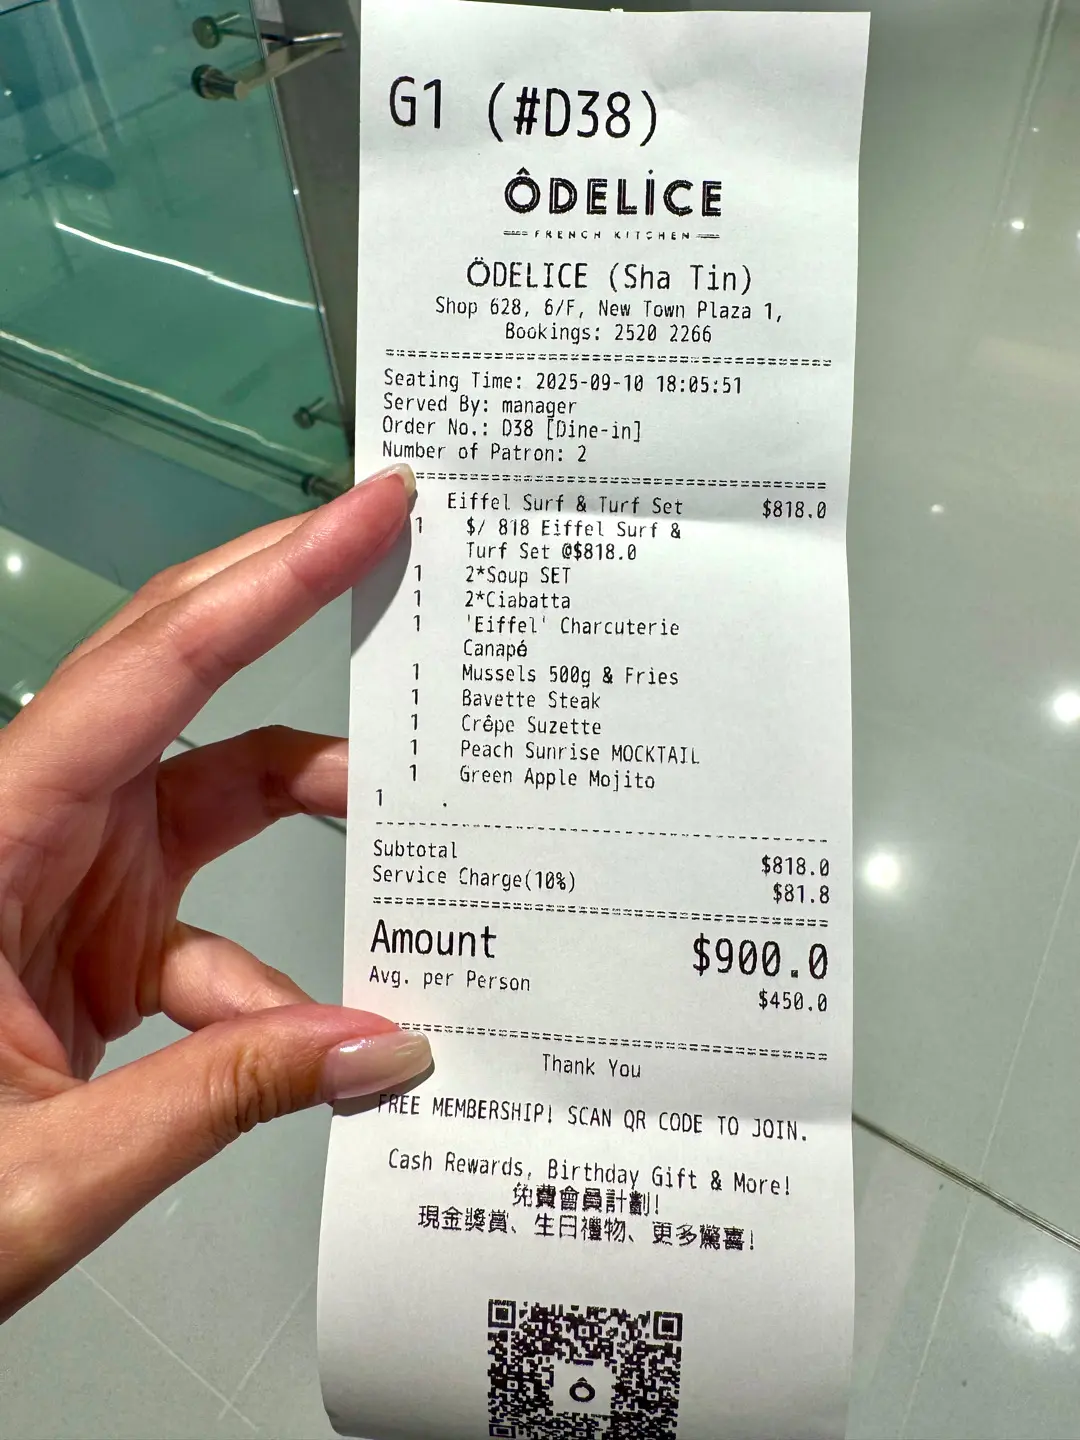 G1 (#D38)
ÔDELİCE
FRENCH KITCHEN
ÖDELICE (Sha Tin)
Shop 628, 6/F, New Town Plaza 1,
Bookings: 2520 2266
Seating Time: 2025-09-10 18:05:51
Served By: manager
Order No.: D38 [Dine-in]
Number of Patron: 2
Eiffel Surf & Turf Set $818.0
1 $/ 818 Eiffel Surf &
Turf Set @$818.0
1 2*Soup SET
1 2*Ciabatta
1 'Eiffel' Charcuterie
Canapé
1 Mussels 500g & Fries
1 Bavette Steak
1 Crêpe Suzette
1 Peach Sunrise MOCKTAIL
1 Green Apple Mojito
1 .
Subtotal $818.0
Service Charge(10%) $81.8
Amount $900.0
Avg. per Person $450.0
Thank You
FREE MEMBERSHIP! SCAN QR CODE TO JOIN.
Cash Rewards, Birthday Gift & More!
免費會員計劃!
現金獎賞、生日禮物、更多驚喜!
Ô